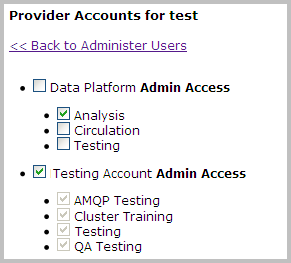 Provider Accounts for test
<< Back to Administer Users
Data Platform Admin Access
Analysis
Circulation
Testing
Testing Account Admin Access
AMQP Testing
Cluster Training
Testing
QA Testing